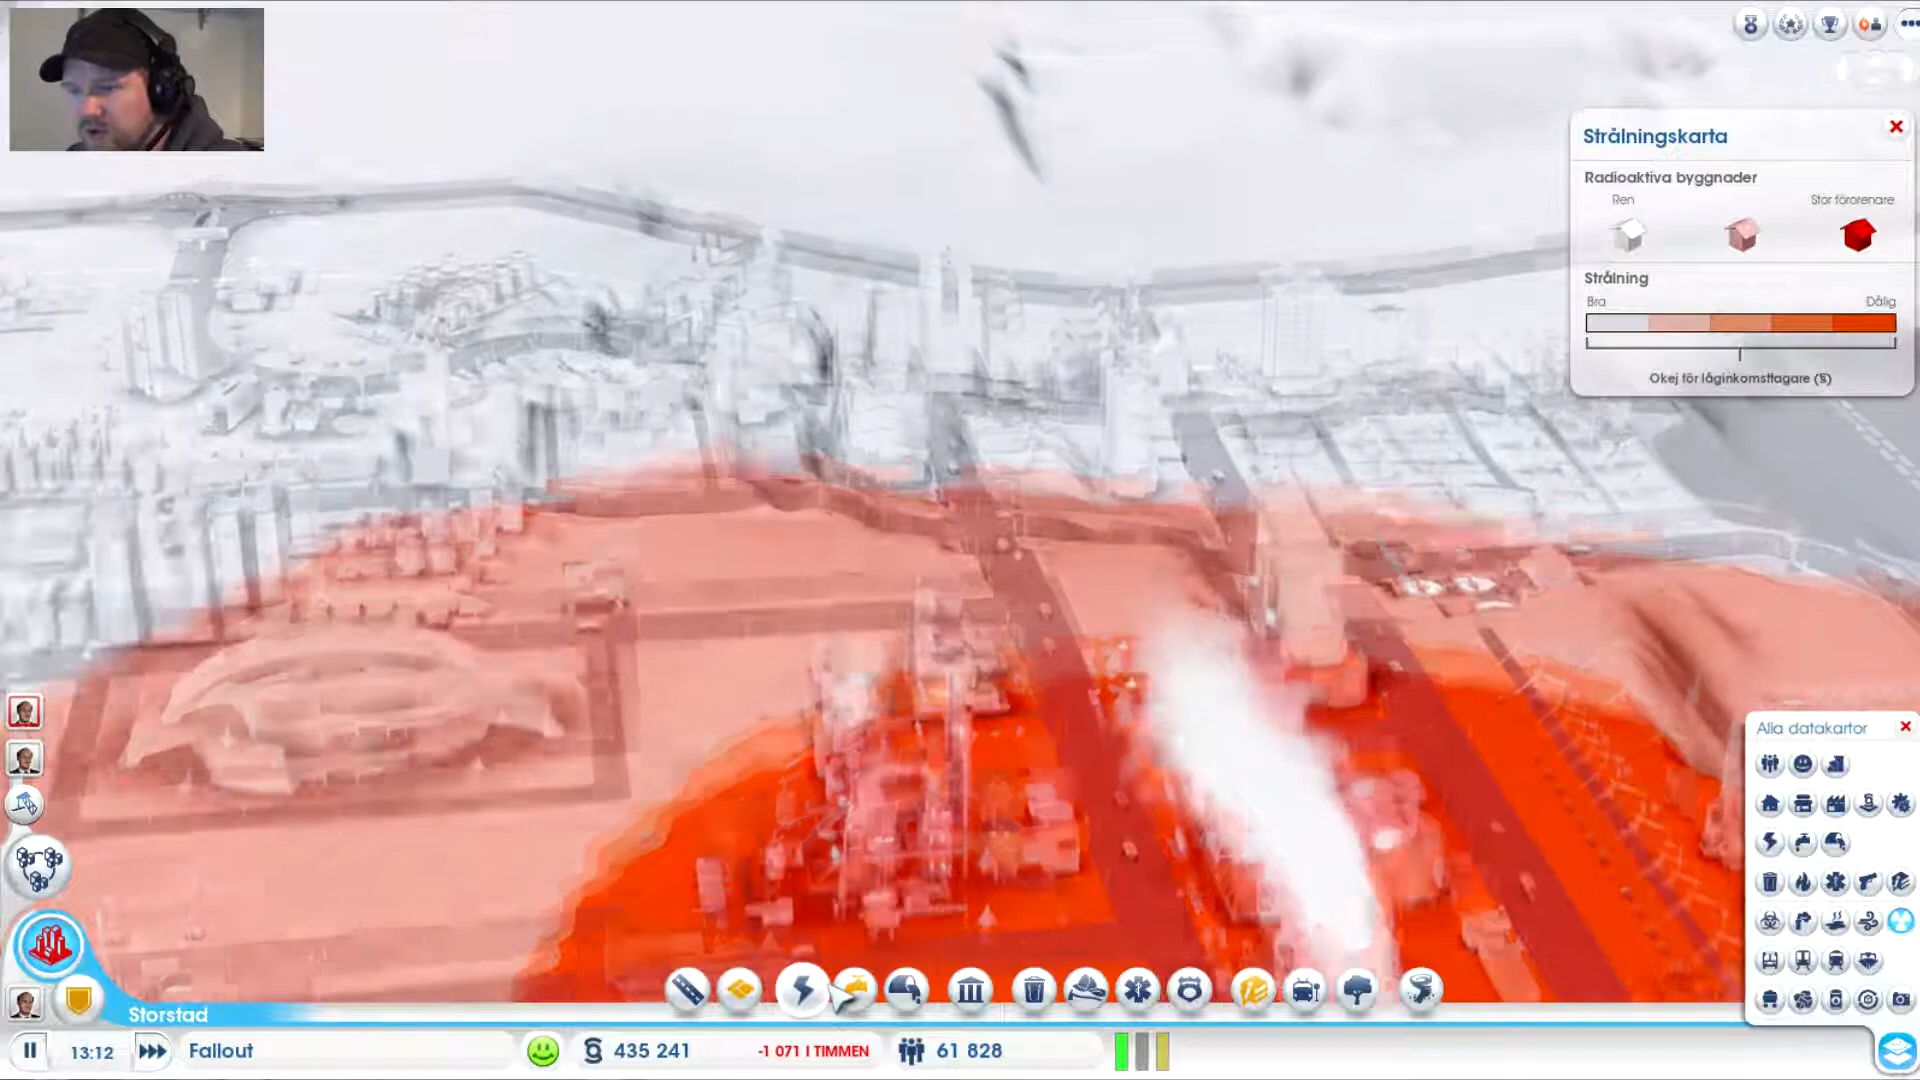 Strålningskarta
Radioaktiva byggnader
Ren
Stor förorenare
Strålning
Bra
Dålig
Okej för låginkomsttagare (§)
Alla datakartor
Storstad
13:12
Fallout
435 241
-1 071 I TIMMEN
61 828